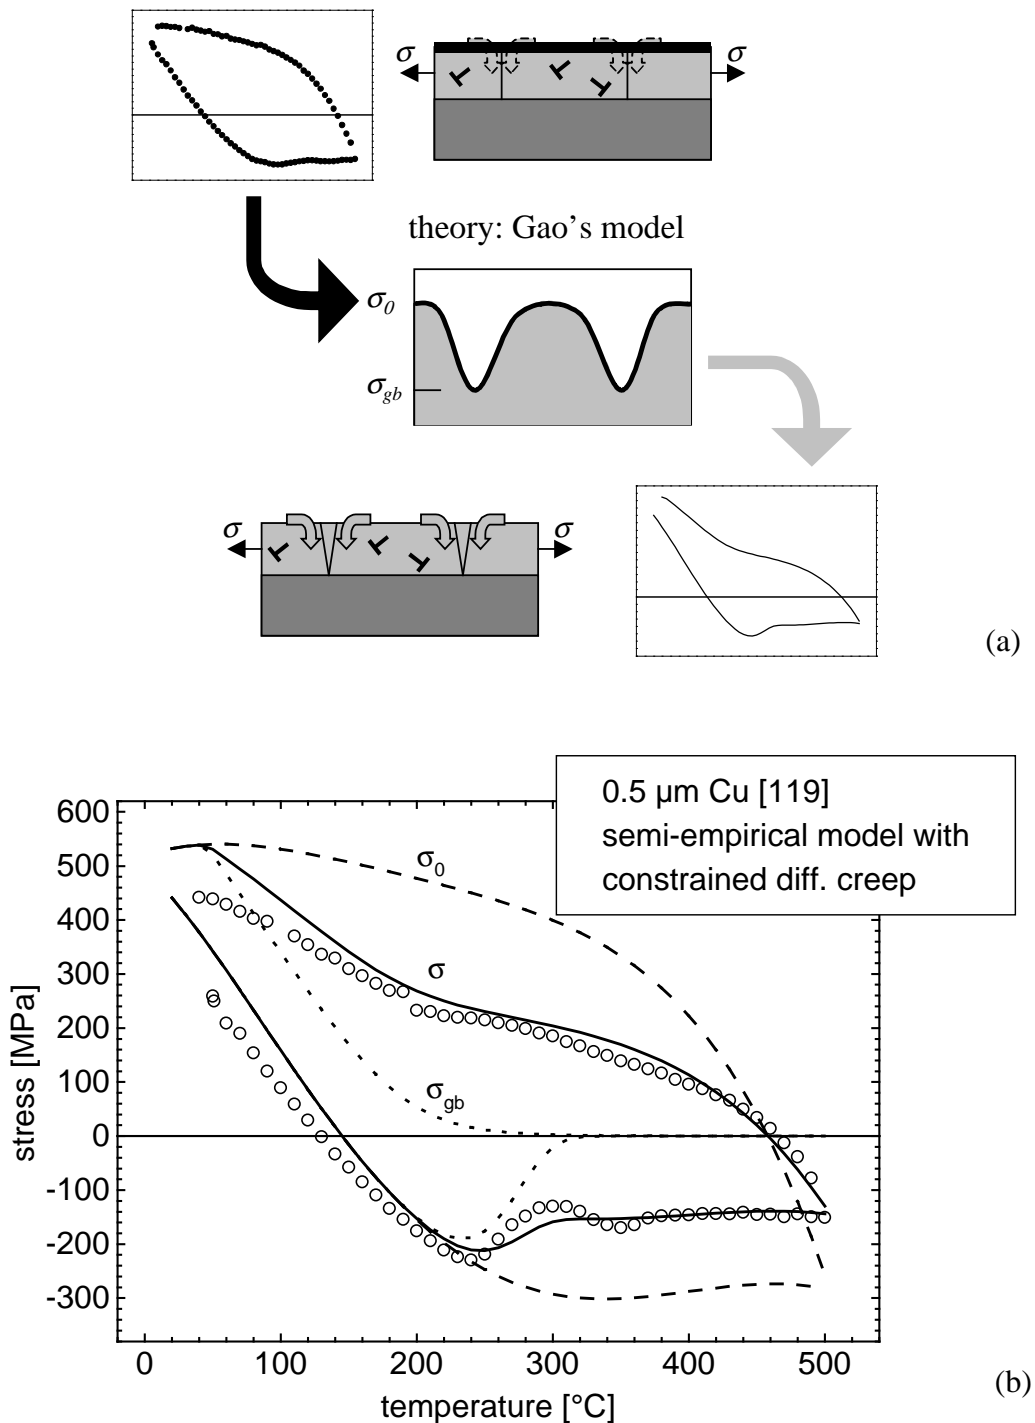 σ σ
theory: Gao’s model
σ0
σgb
σ σ
(a)
0.5 µm Cu [119]
semi-empirical model with
constrained diff. creep
600
500
400
300
200
100
0
-100
-200
-300
stress [MPa]
σ0
σ
σgb
0 100 200 300 400 500
temperature [°C]
(b)